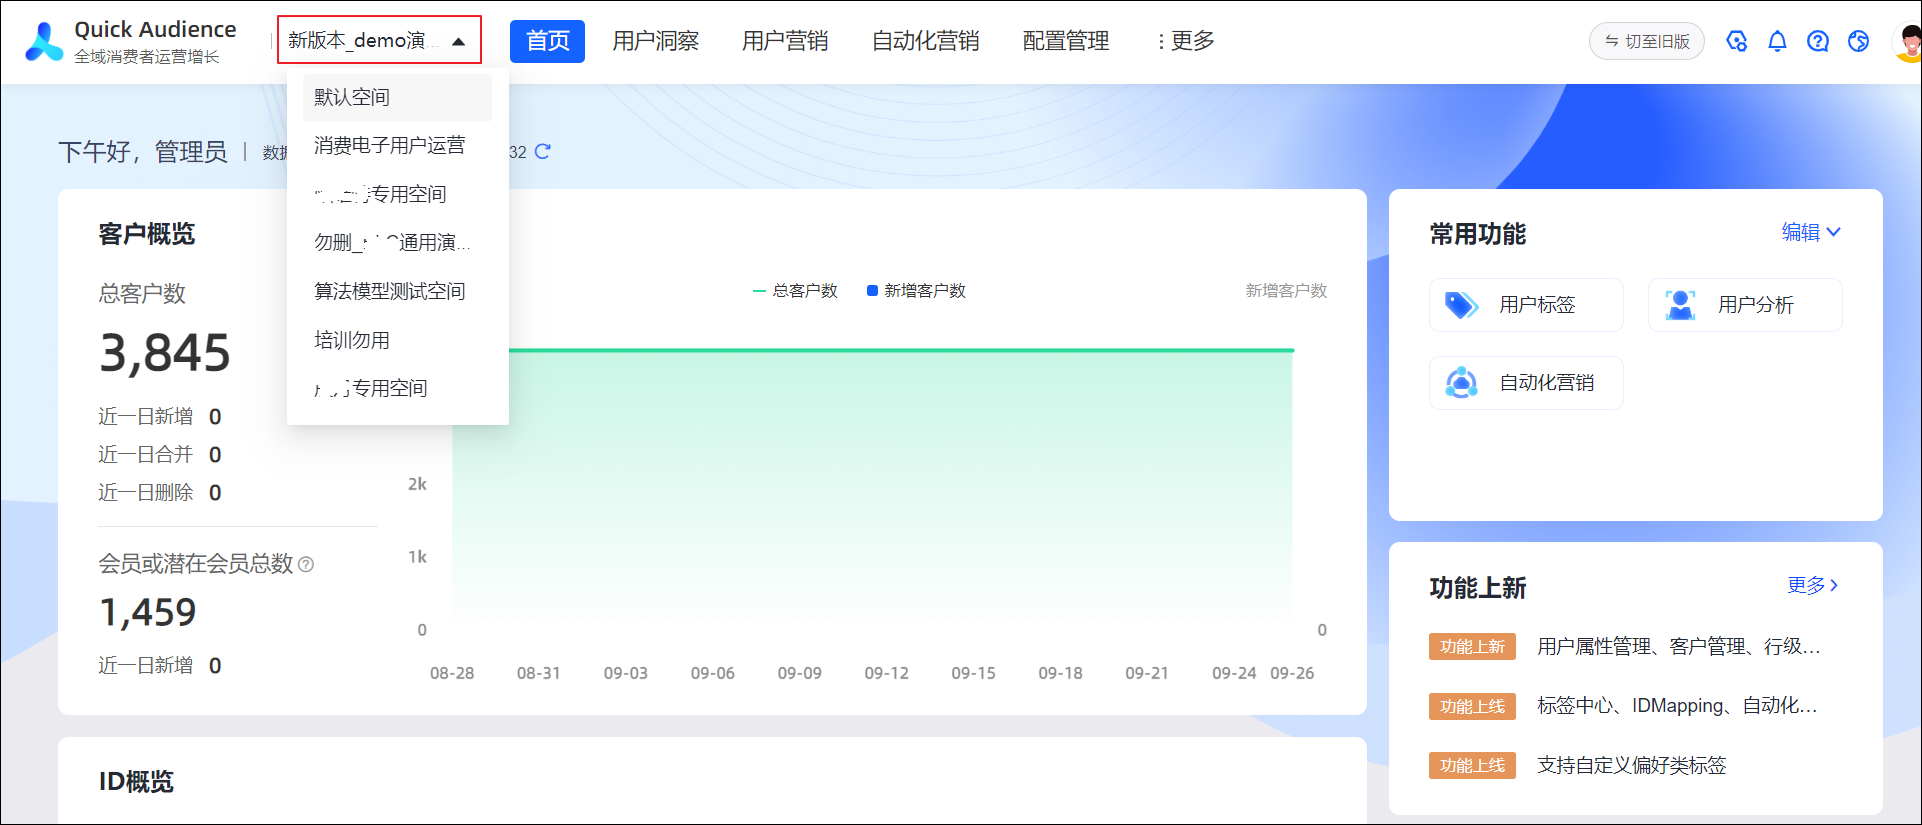 Quick Audience
全域消费者运营增长
新版本_demo演...
首页
用户洞察
用户营销
自动化营销
配置管理
更多
切至旧版
默认空间
消费电子用户运营
专用空间
勿删_ 通用演...
算法模型测试空间
培训勿用
专用空间
下午好，管理员
数据
32
客户概览
总客户数
3,845
近一日新增 0
近一日合并 0
近一日删除 0
会员或潜在会员总数
1,459
近一日新增 0
总客户数
新增客户数
新增客户数
2k
1k
0
0
08-28
08-31
09-03
09-06
09-09
09-12
09-15
09-18
09-21
09-24
09-26
ID概览
常用功能
编辑
用户标签
用户分析
自动化营销
功能上新
更多
功能上新 用户属性管理、客户管理、行级...
功能上线 标签中心、IDMapping、自动化...
功能上线 支持自定义偏好类标签